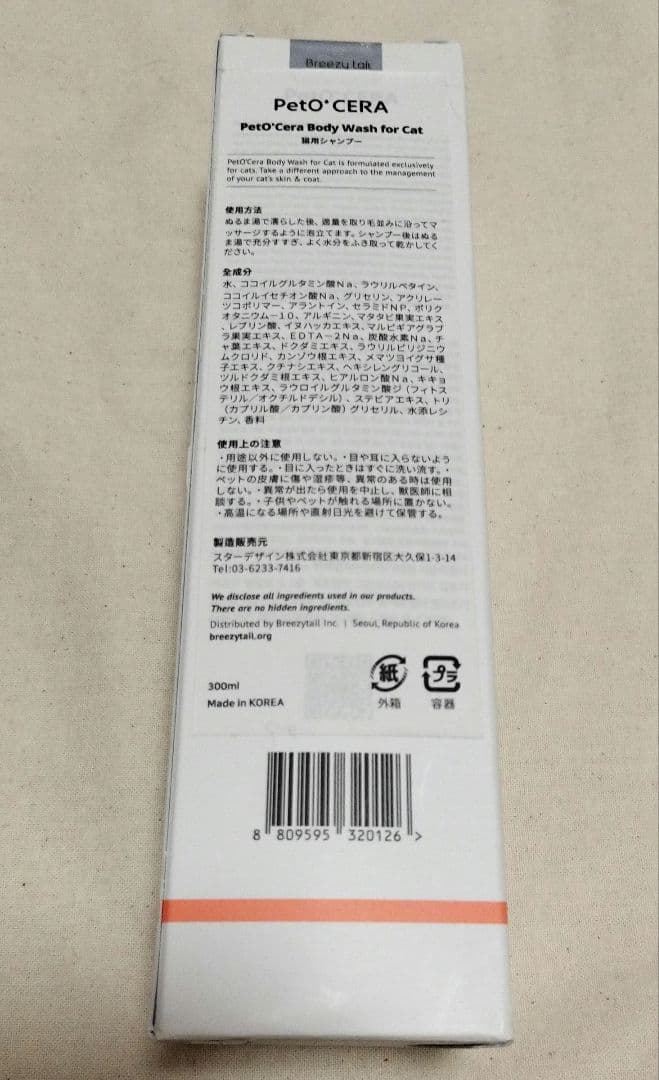 Breezytail
PetO'CERA
PetO'Cera Body Wash for Cat
猫用シャンプー
PetO'Cera Body Wash for Cat is formulated exclusively
for cats. Take a different approach to the management
of your cat's skin & coat.
使用方法
ぬるま湯で濡らした後、適量を取り毛並みに沿ってマ
ッサージするように泡立てます。シャンプー後はぬる
ま湯で充分すすぎ、よく水分をふき取って乾かしてく
ださい。
全成分
水、ココイルグルタミン酸Na、ラウリルベタイン、
ココイルイセチオン酸Na、グリセリン、アクリレー
ツコポリマー、アラントイン、セラミドNP、ポリク
オタニウム-10、アルギニン、マタタビ果実エキス
、レブリン酸、イヌハッカエキス、マルピギアグラブ
ラ果実エキス、EDTA-2Na、炭酸水素Na、チ
ャ葉エキス、ドクダミエキス、ラウリルピリジニウ
ムクロリド、カンゾウ根エキス、メマツヨイグサ種
子エキス、クチナシエキス、ヘキシレングリコール、
ツルドクダミ根エキス、ヒアルロン酸Na、キキョ
ウ根エキス、ラウロイルグルタミン酸ジ（フィトス
テリル／オクチルドデシル）、ステビアエキス、トリ
（カプリル酸／カプリン酸）グリセリル、水添レシ
チン、香料
使用上の注意
・用途以外に使用しない。・目や耳に入らないよう
に使用する。・目に入ったときはすぐに洗い流す。・
ペットの皮膚に傷や湿疹等、異常のある時は使用
しない。・異常が出たら使用を中止し、獣医師に相
談する。・子供やペットが触れる場所に置かない。
・高温になる場所や直射日光を避けて保管する。
製造販売元
スターデザイン株式会社東京都新宿区大久保1-3-14
Tel:03-6233-7416
We disclose all ingredients used in our products.
There are no hidden ingredients.
Distributed by Breezytail Inc. | Seoul, Republic of Korea
breezytail.org
300ml
Made in KOREA
紙
外箱
プラ
容器
8 809595 320126 >